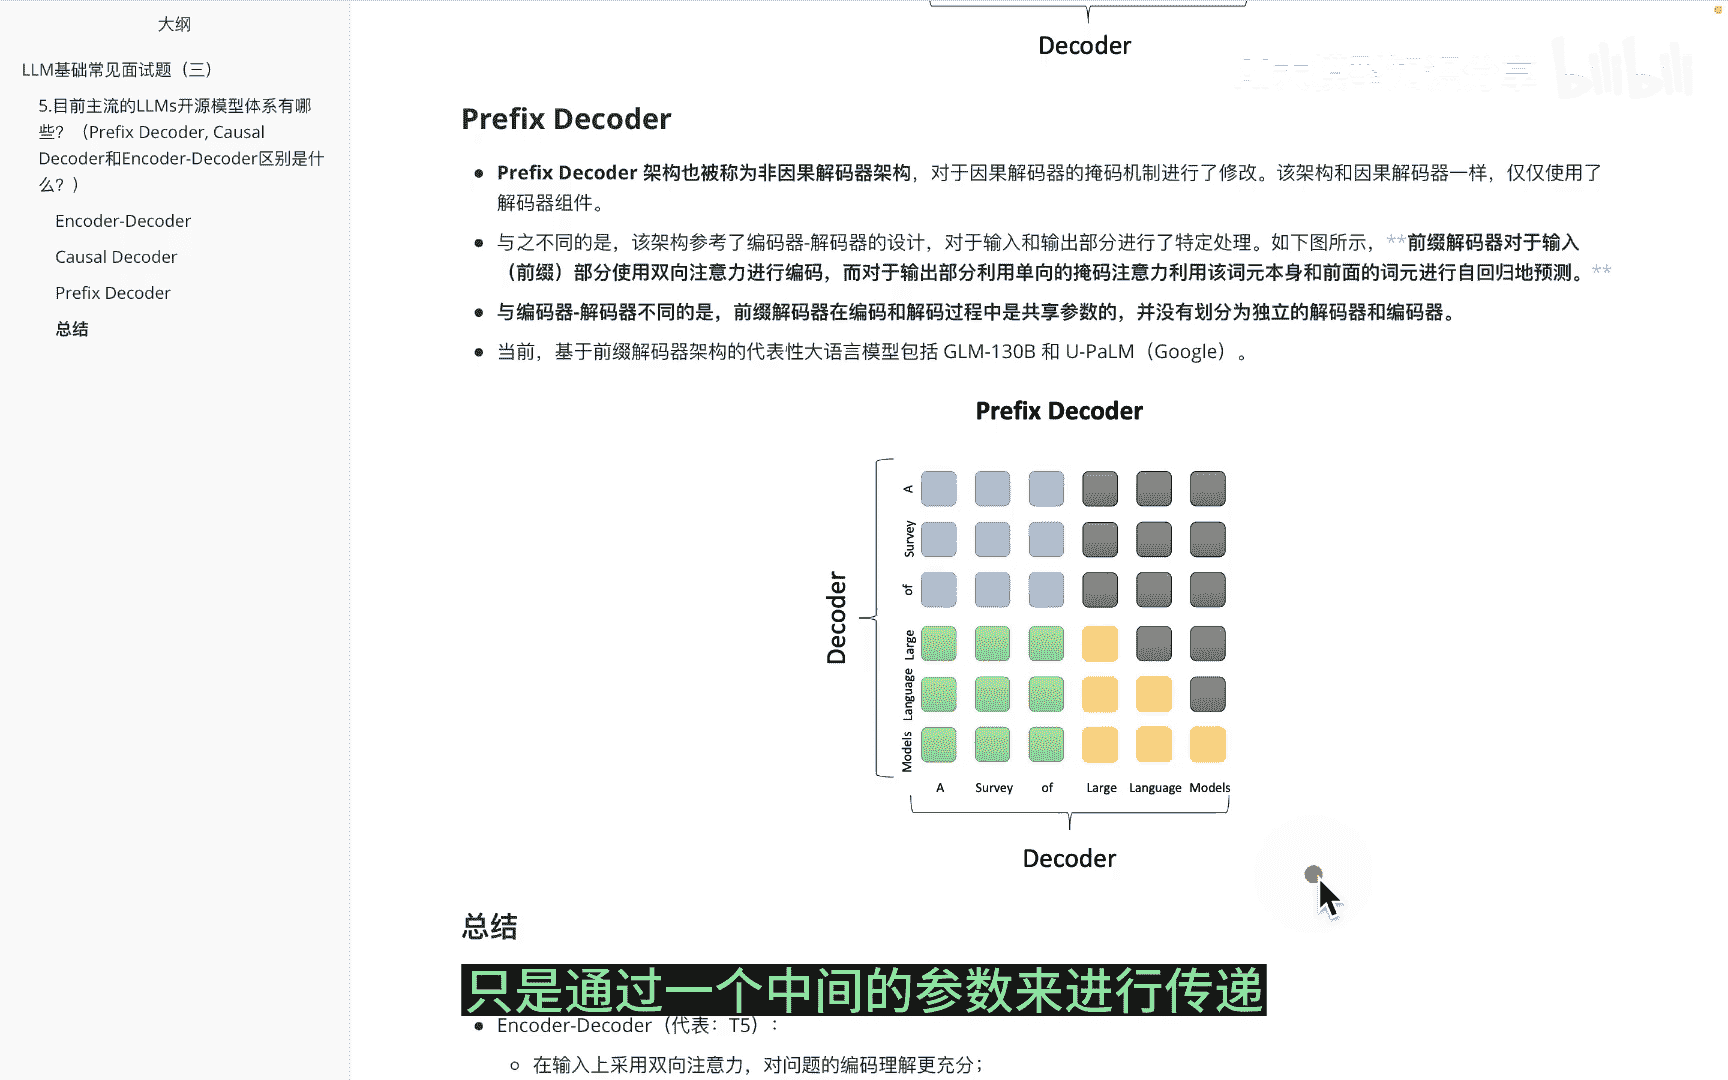 大纲
LLM基础常见面试题（三）
5.目前主流的LLMs开源模型体系有哪
些？（Prefix Decoder, Causal
Decoder和Encoder-Decoder区别是什
么？）
Encoder-Decoder
Causal Decoder
Prefix Decoder
总结
Decoder
bilibili
Prefix Decoder
Prefix Decoder 架构也被称为非因果解码器架构，对于因果解码器的掩码机制进行了修改。该架构和因果解码器一样，仅仅使用了
解码器组件。
与之不同的是，该架构参考了编码器-解码器的设计，对于输入和输出部分进行了特定处理。如下图所示，**前缀解码器对于输入
（前缀）部分使用双向注意力进行编码，而对于输出部分利用单向的掩码注意力利用该词元本身和前面的词元进行自回归地预测。**
与编码器-解码器不同的是，前缀解码器在编码和解码过程中是共享参数的，并没有划分为独立的解码器和编码器。
当前，基于前缀解码器架构的代表性大语言模型包括 GLM-130B 和 U-PaLM（Google）。
Prefix Decoder
Decoder
A
Survey
of
Large
Language
Models
A Survey of Large Language Models
Decoder
总结
只是通过一个中间的参数来进行传递
Encoder-Decoder（代表：T5）：
在输入上采用双向注意力，对问题的编码理解更充分；